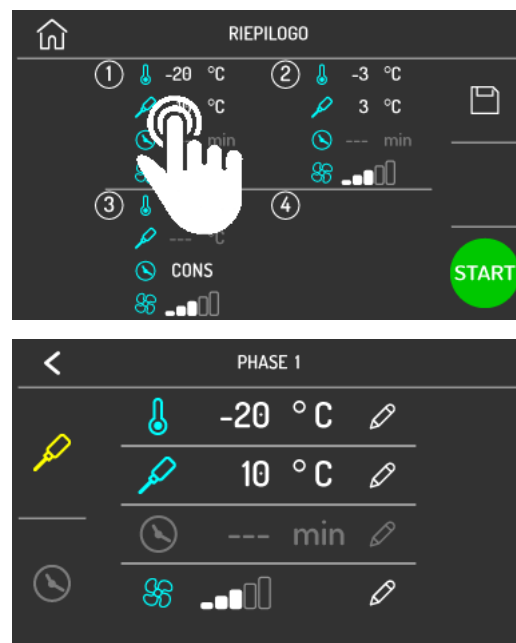 RIEPILOGO
1 -20 °C 2 -3 °C
°C 3 °C
min --- min
3 4
--- °C
CONS
START
PHASE 1
-20 °C
10 °C
--- min